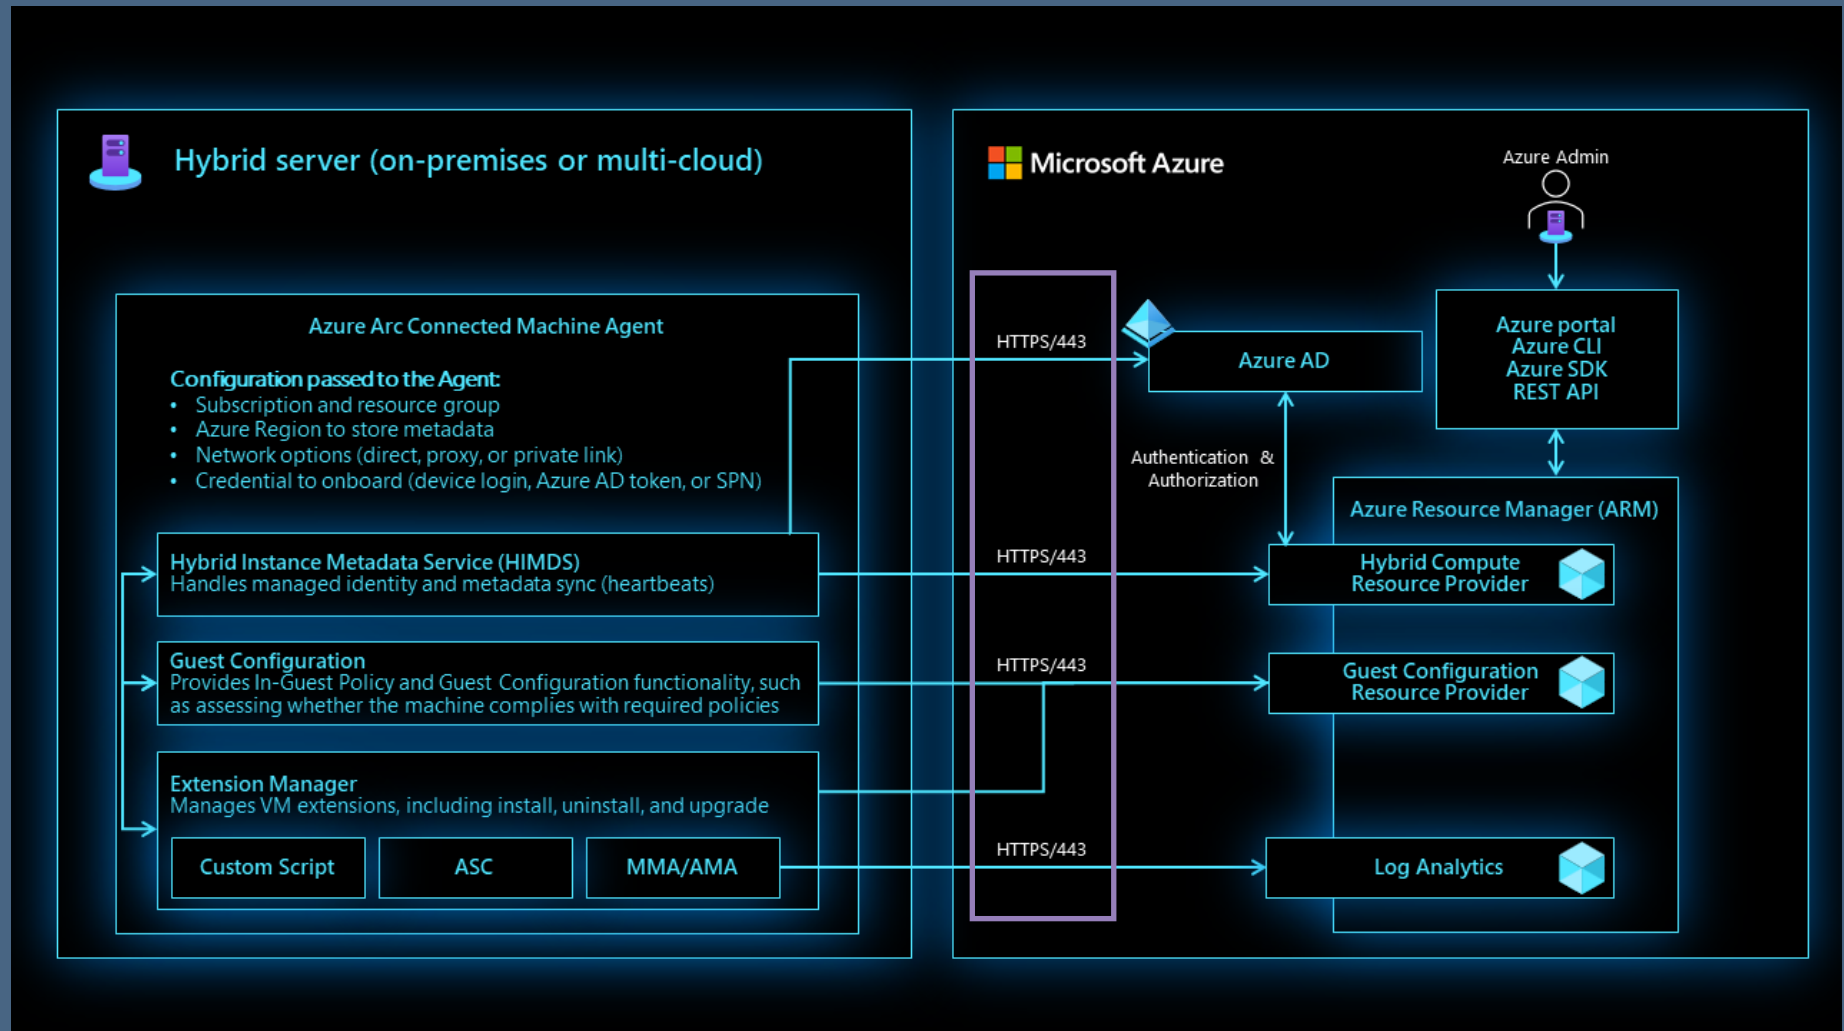 Hybrid server (on-premises or multi-cloud)
Azure Arc Connected Machine Agent
Configuration passed to the Agent:
• Subscription and resource group
• Azure Region to store metadata
• Network options (direct, proxy, or private link)
• Credential to onboard (device login, Azure AD token, or SPN)
Hybrid Instance Metadata Service (HIMDS)
Handles managed identity and metadata sync (heartbeats)
Guest Configuration
Provides In-Guest Policy and Guest Configuration functionality, such
as assessing whether the machine complies with required policies
Extension Manager
Manages VM extensions, including install, uninstall, and upgrade
Custom Script
ASC
MMA/AMA
Microsoft Azure
Azure Admin
HTTPS/443
Azure AD
Azure portal
Azure CLI
Azure SDK
REST API
Authentication &
Authorization
Azure Resource Manager (ARM)
HTTPS/443
Hybrid Compute
Resource Provider
HTTPS/443
Guest Configuration
Resource Provider
HTTPS/443
Log Analytics